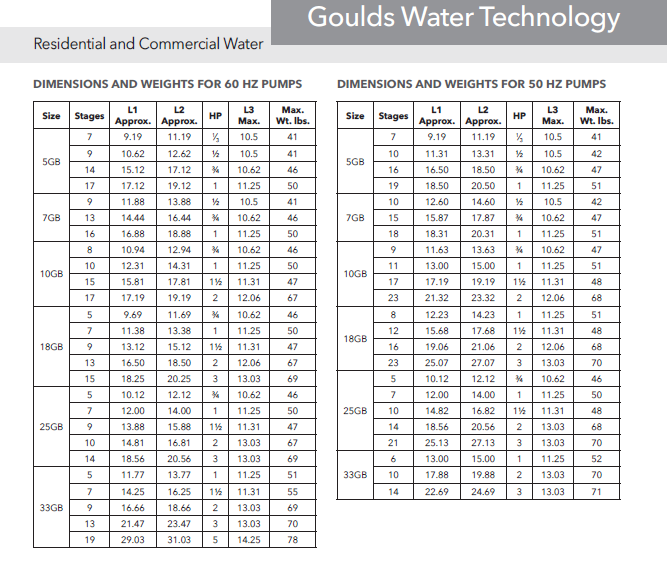 Goulds Water Technology
Residential and Commercial Water
DIMENSIONS AND WEIGHTS FOR 60 HZ PUMPS
Size Stages L1 Approx. L2 Approx. HP L3 Max. Max. Wt. lbs.
5GB
7 9.19 11.19 ⅓ 10.5 41
9 10.62 12.62 ½ 10.5 41
14 15.12 17.12 ¾ 10.62 46
17 17.12 19.12 1 11.25 50
7GB
9 11.88 13.88 ½ 10.5 41
13 14.44 16.44 ¾ 10.62 46
16 16.88 18.88 1 11.25 50
10GB
8 10.94 12.94 ¾ 10.62 46
10 12.31 14.31 1 11.25 50
15 15.81 17.81 1½ 11.31 47
17 17.19 19.19 2 12.06 67
18GB
5 9.69 11.69 ¾ 10.62 46
7 11.38 13.38 1 11.25 50
9 13.12 15.12 1½ 11.31 47
13 16.50 18.50 2 12.06 67
15 18.25 20.25 3 13.03 69
25GB
5 10.12 12.12 ¾ 10.62 46
7 12.00 14.00 1 11.25 50
9 13.88 15.88 1½ 11.31 47
10 14.81 16.81 2 13.03 67
14 18.56 20.56 3 13.03 69
33GB
5 11.77 13.77 1 11.25 51
7 14.25 16.25 1½ 11.31 55
9 16.66 18.66 2 13.03 69
13 21.47 23.47 3 13.03 70
19 29.03 31.03 5 14.25 78
DIMENSIONS AND WEIGHTS FOR 50 HZ PUMPS
Size Stages L1 Approx. L2 Approx. HP L3 Max. Max. Wt. lbs.
5GB
7 9.19 11.19 ⅓ 10.5 41
10 11.31 13.31 ½ 10.5 42
16 16.50 18.50 ¾ 10.62 47
19 18.50 20.50 1 11.25 51
7GB
10 12.60 14.60 ½ 10.5 42
15 15.87 17.87 ¾ 10.62 47
18 18.31 20.31 1 11.25 51
10GB
9 11.63 13.63 ¾ 10.62 47
11 13.00 15.00 1 11.25 51
17 17.19 19.19 1½ 11.31 48
23 21.32 23.32 2 12.06 68
18GB
8 12.23 14.23 1 11.25 51
12 15.68 17.68 1½ 11.31 48
16 19.06 21.06 2 12.06 68
23 25.07 27.07 3 13.03 70
25GB
5 10.12 12.12 ¾ 10.62 46
7 12.00 14.00 1 11.25 50
10 14.82 16.82 1½ 11.31 48
14 18.56 20.56 2 13.03 68
21 25.13 27.13 3 13.03 70
33GB
6 13.00 15.00 1 11.25 52
10 17.88 19.88 2 13.03 70
14 22.69 24.69 3 13.03 71